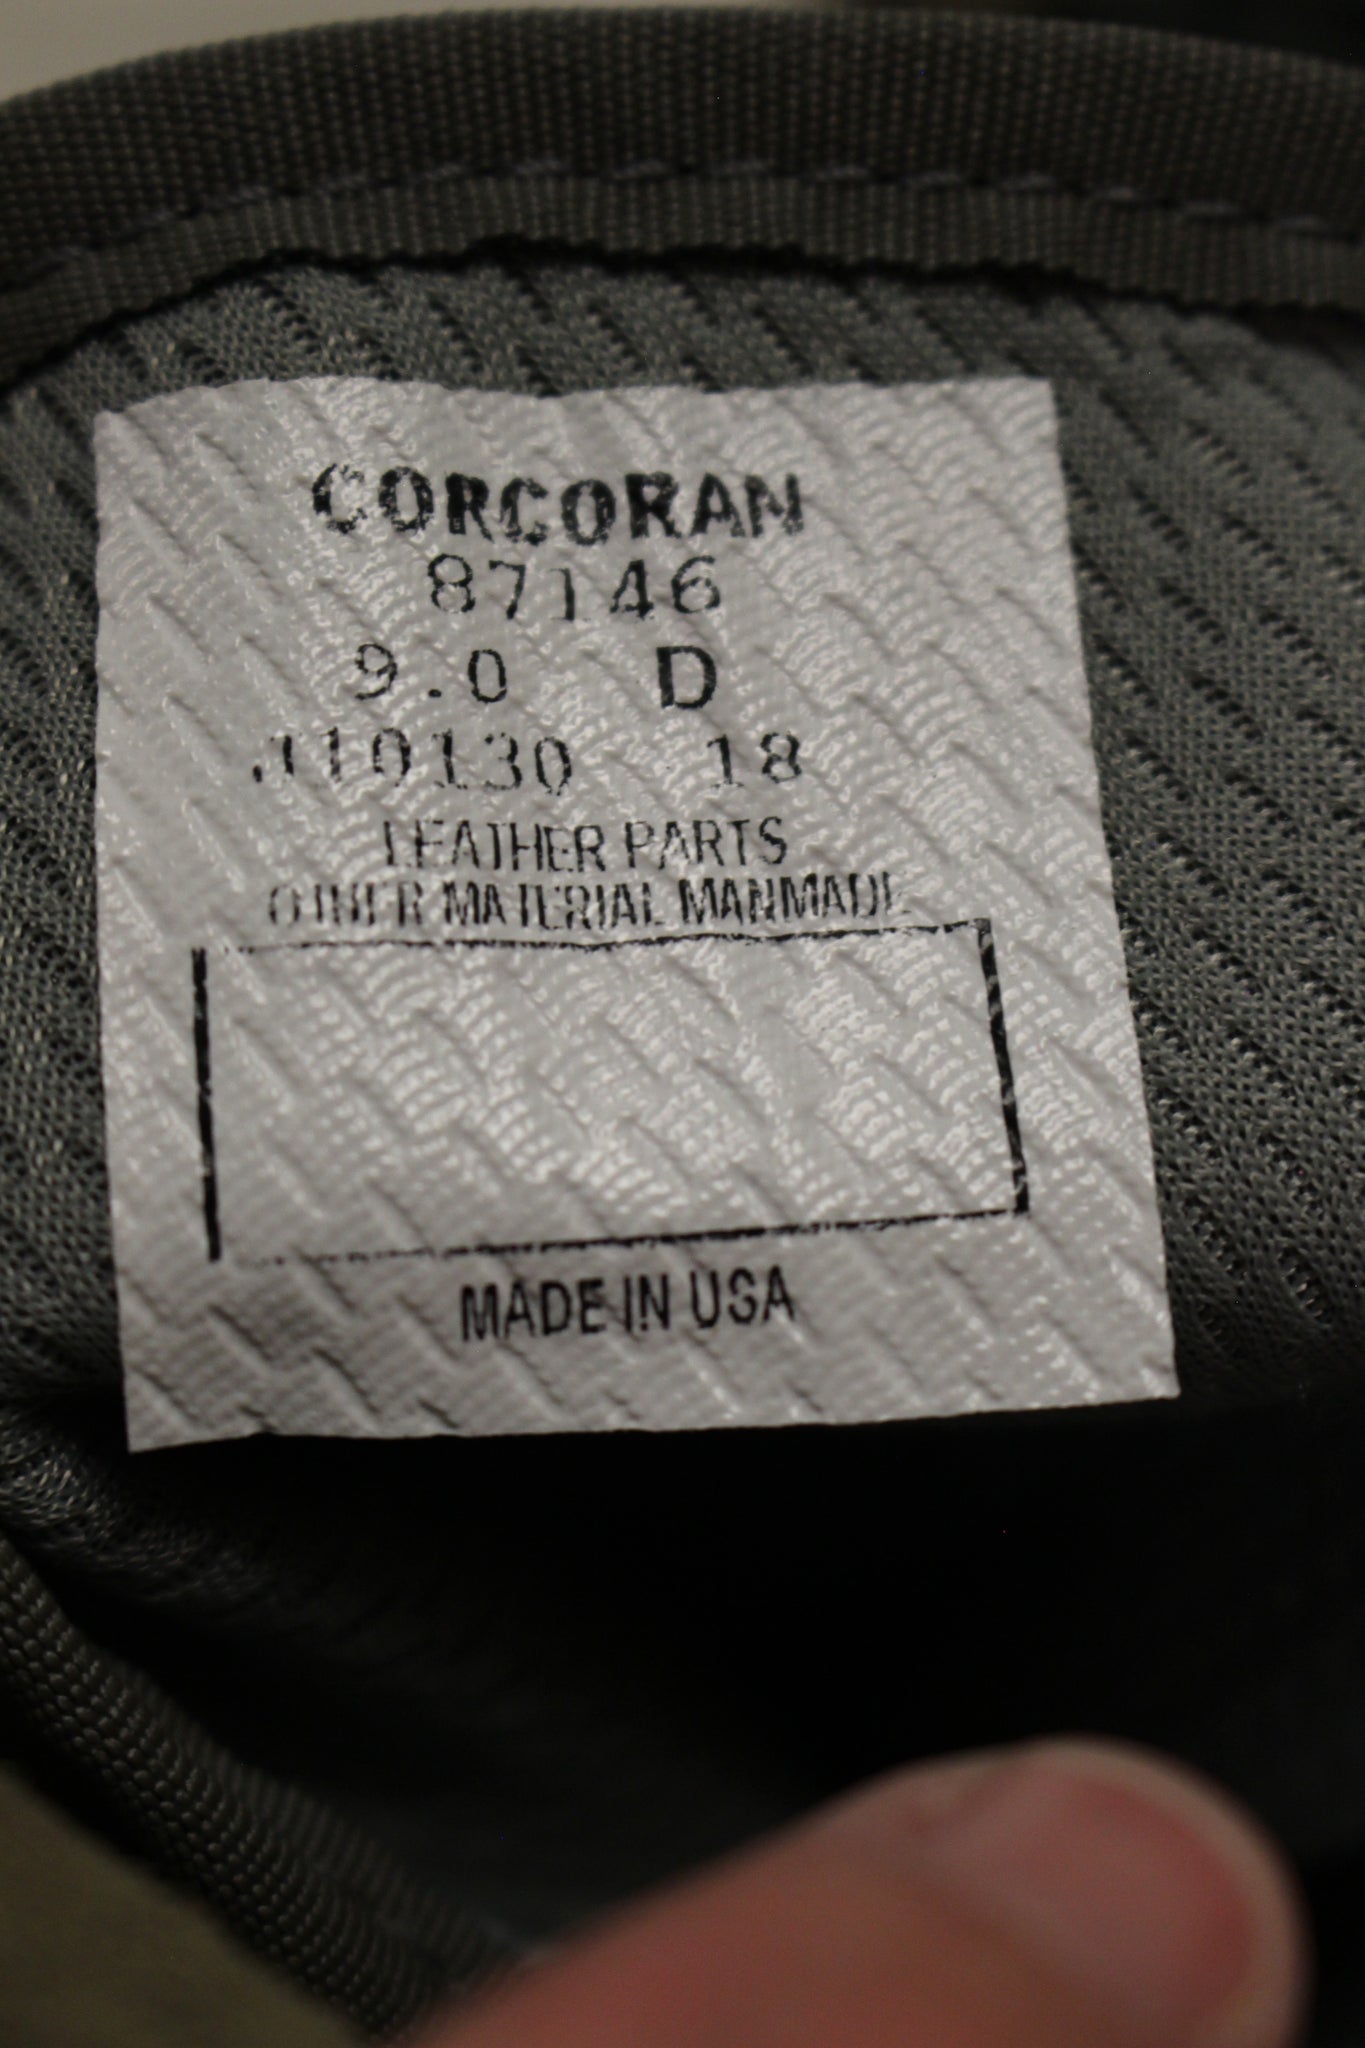 CORCORAN
87146
9.0 D
J10130 18
LEATHER PARTS
OTHER MATERIAL MANMADE
MADE IN USA